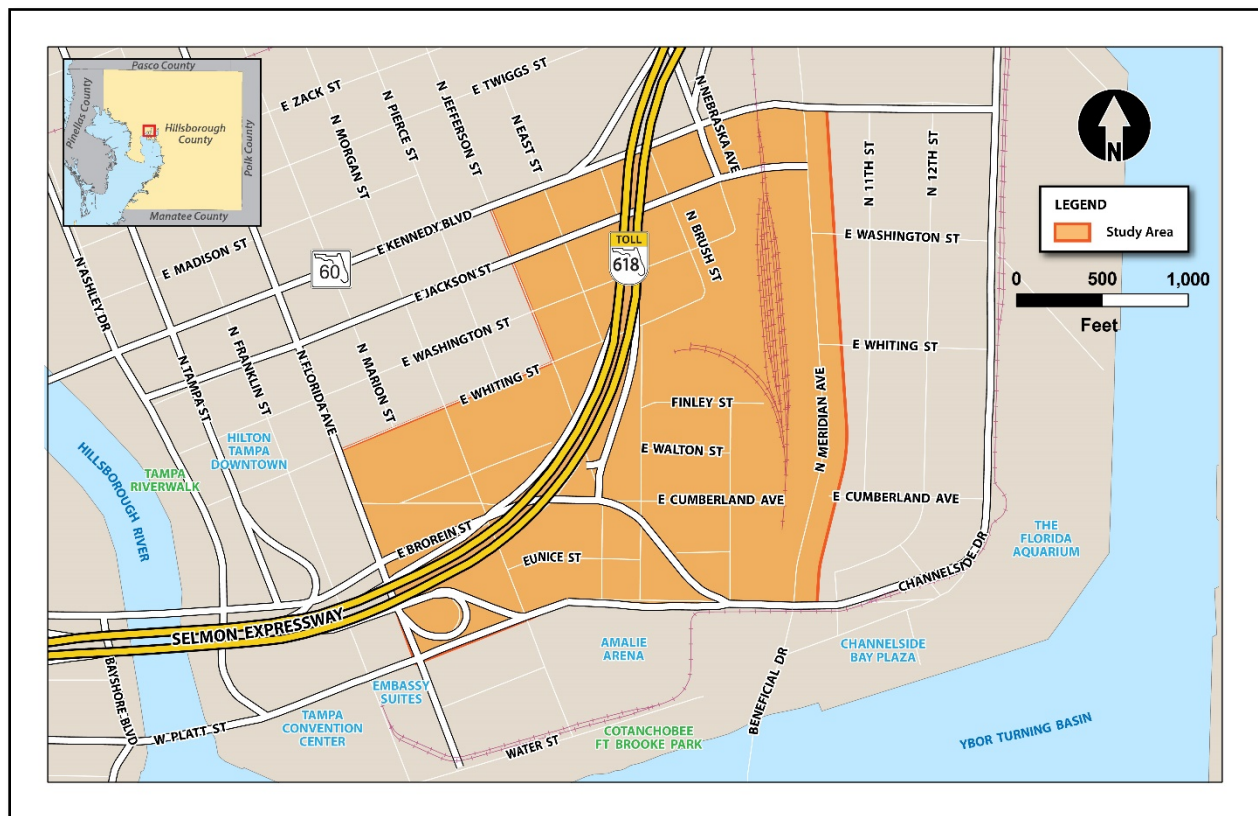 Pasco County
Pinellas County
Hillsborough
County
Polk County
Manatee County
E ZACK ST
E TWIGGS ST
N MORGAN ST
N PIERCE ST
N JEFFERSON ST
N EAST ST
N NEBRASKA AVE
N 11TH ST
N 12TH ST
N
LEGEND
Study Area
0 500 1,000
Feet
E MADISON ST
E KENNEDY BLVD
60
E JACKSON ST
TOLL
618
N BRUSH ST
E WASHINGTON ST
N ASHLEY DR
N TAMPA ST
N FRANKLIN ST
N FLORIDA AVE
N MARION ST
E WASHINGTON ST
E WHITING ST
E WHITING ST
FINLEY ST
N MERIDIAN AVE
HILTON
TAMPA
DOWNTOWN
E WALTON ST
TAMPA
RIVERWALK
HILLSBOROUGH RIVER
E CUMBERLAND AVE
E CUMBERLAND AVE
E BROREIN ST
EUNICE ST
THE
FLORIDA
AQUARIUM
CHANNELSIDE DR
SELMON EXPRESSWAY
AMALIE
ARENA
CHANNELSIDE
BAY PLAZA
BAYSHORE BLVD
EMBASSY
SUITES
BENEFICIAL DR
W PLATT ST
TAMPA
CONVENTION
CENTER
WATER ST
COTANCHOBEE
FT BROOKE PARK
YBOR TURNING BASIN